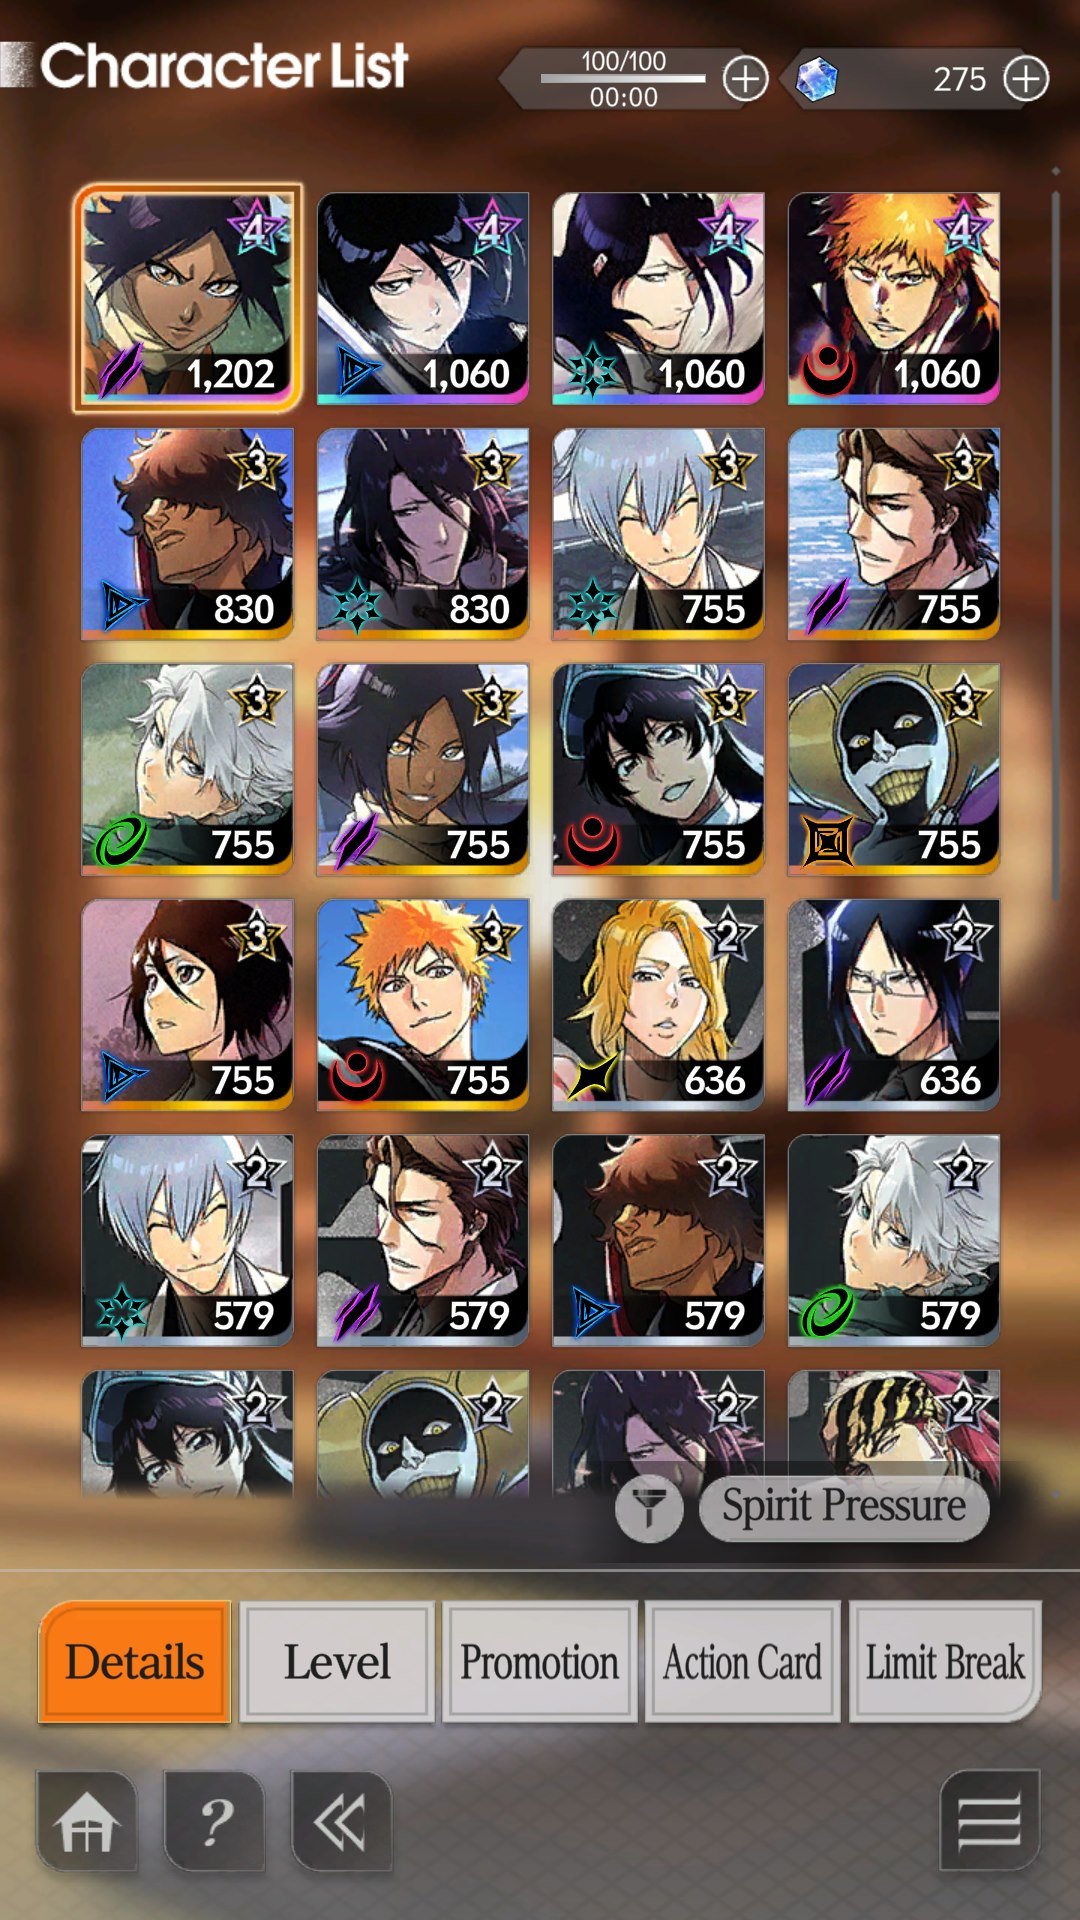 Character List
100/100
00:00
275
4 4 4 4
1,202 1,060 1,060 1,060
3 3 3 3
830 830 755 755
3 3 3 3
755 755 755 755
3 3 2 2
755 755 636 636
2 2 2 2
579 579 579 579
2 2 2 2
Spirit Pressure
Details Level Promotion Action Card Limit Break
?